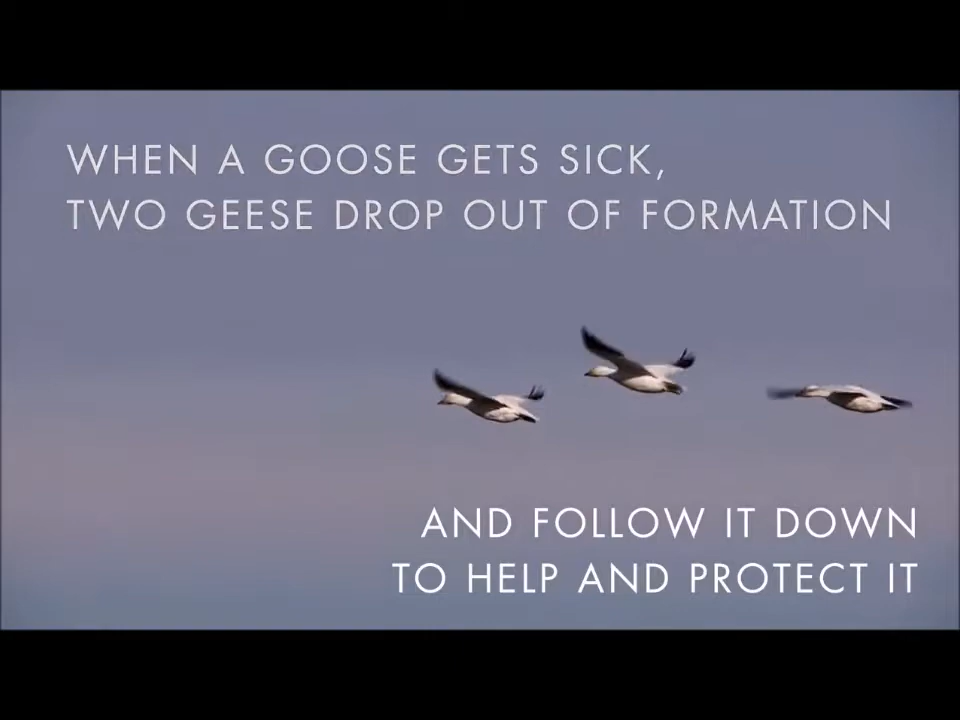 WHEN A GOOSE GETS SICK,
TWO GEESE DROP OUT OF FORMATION
AND FOLLOW IT DOWN
TO HELP AND PROTECT IT